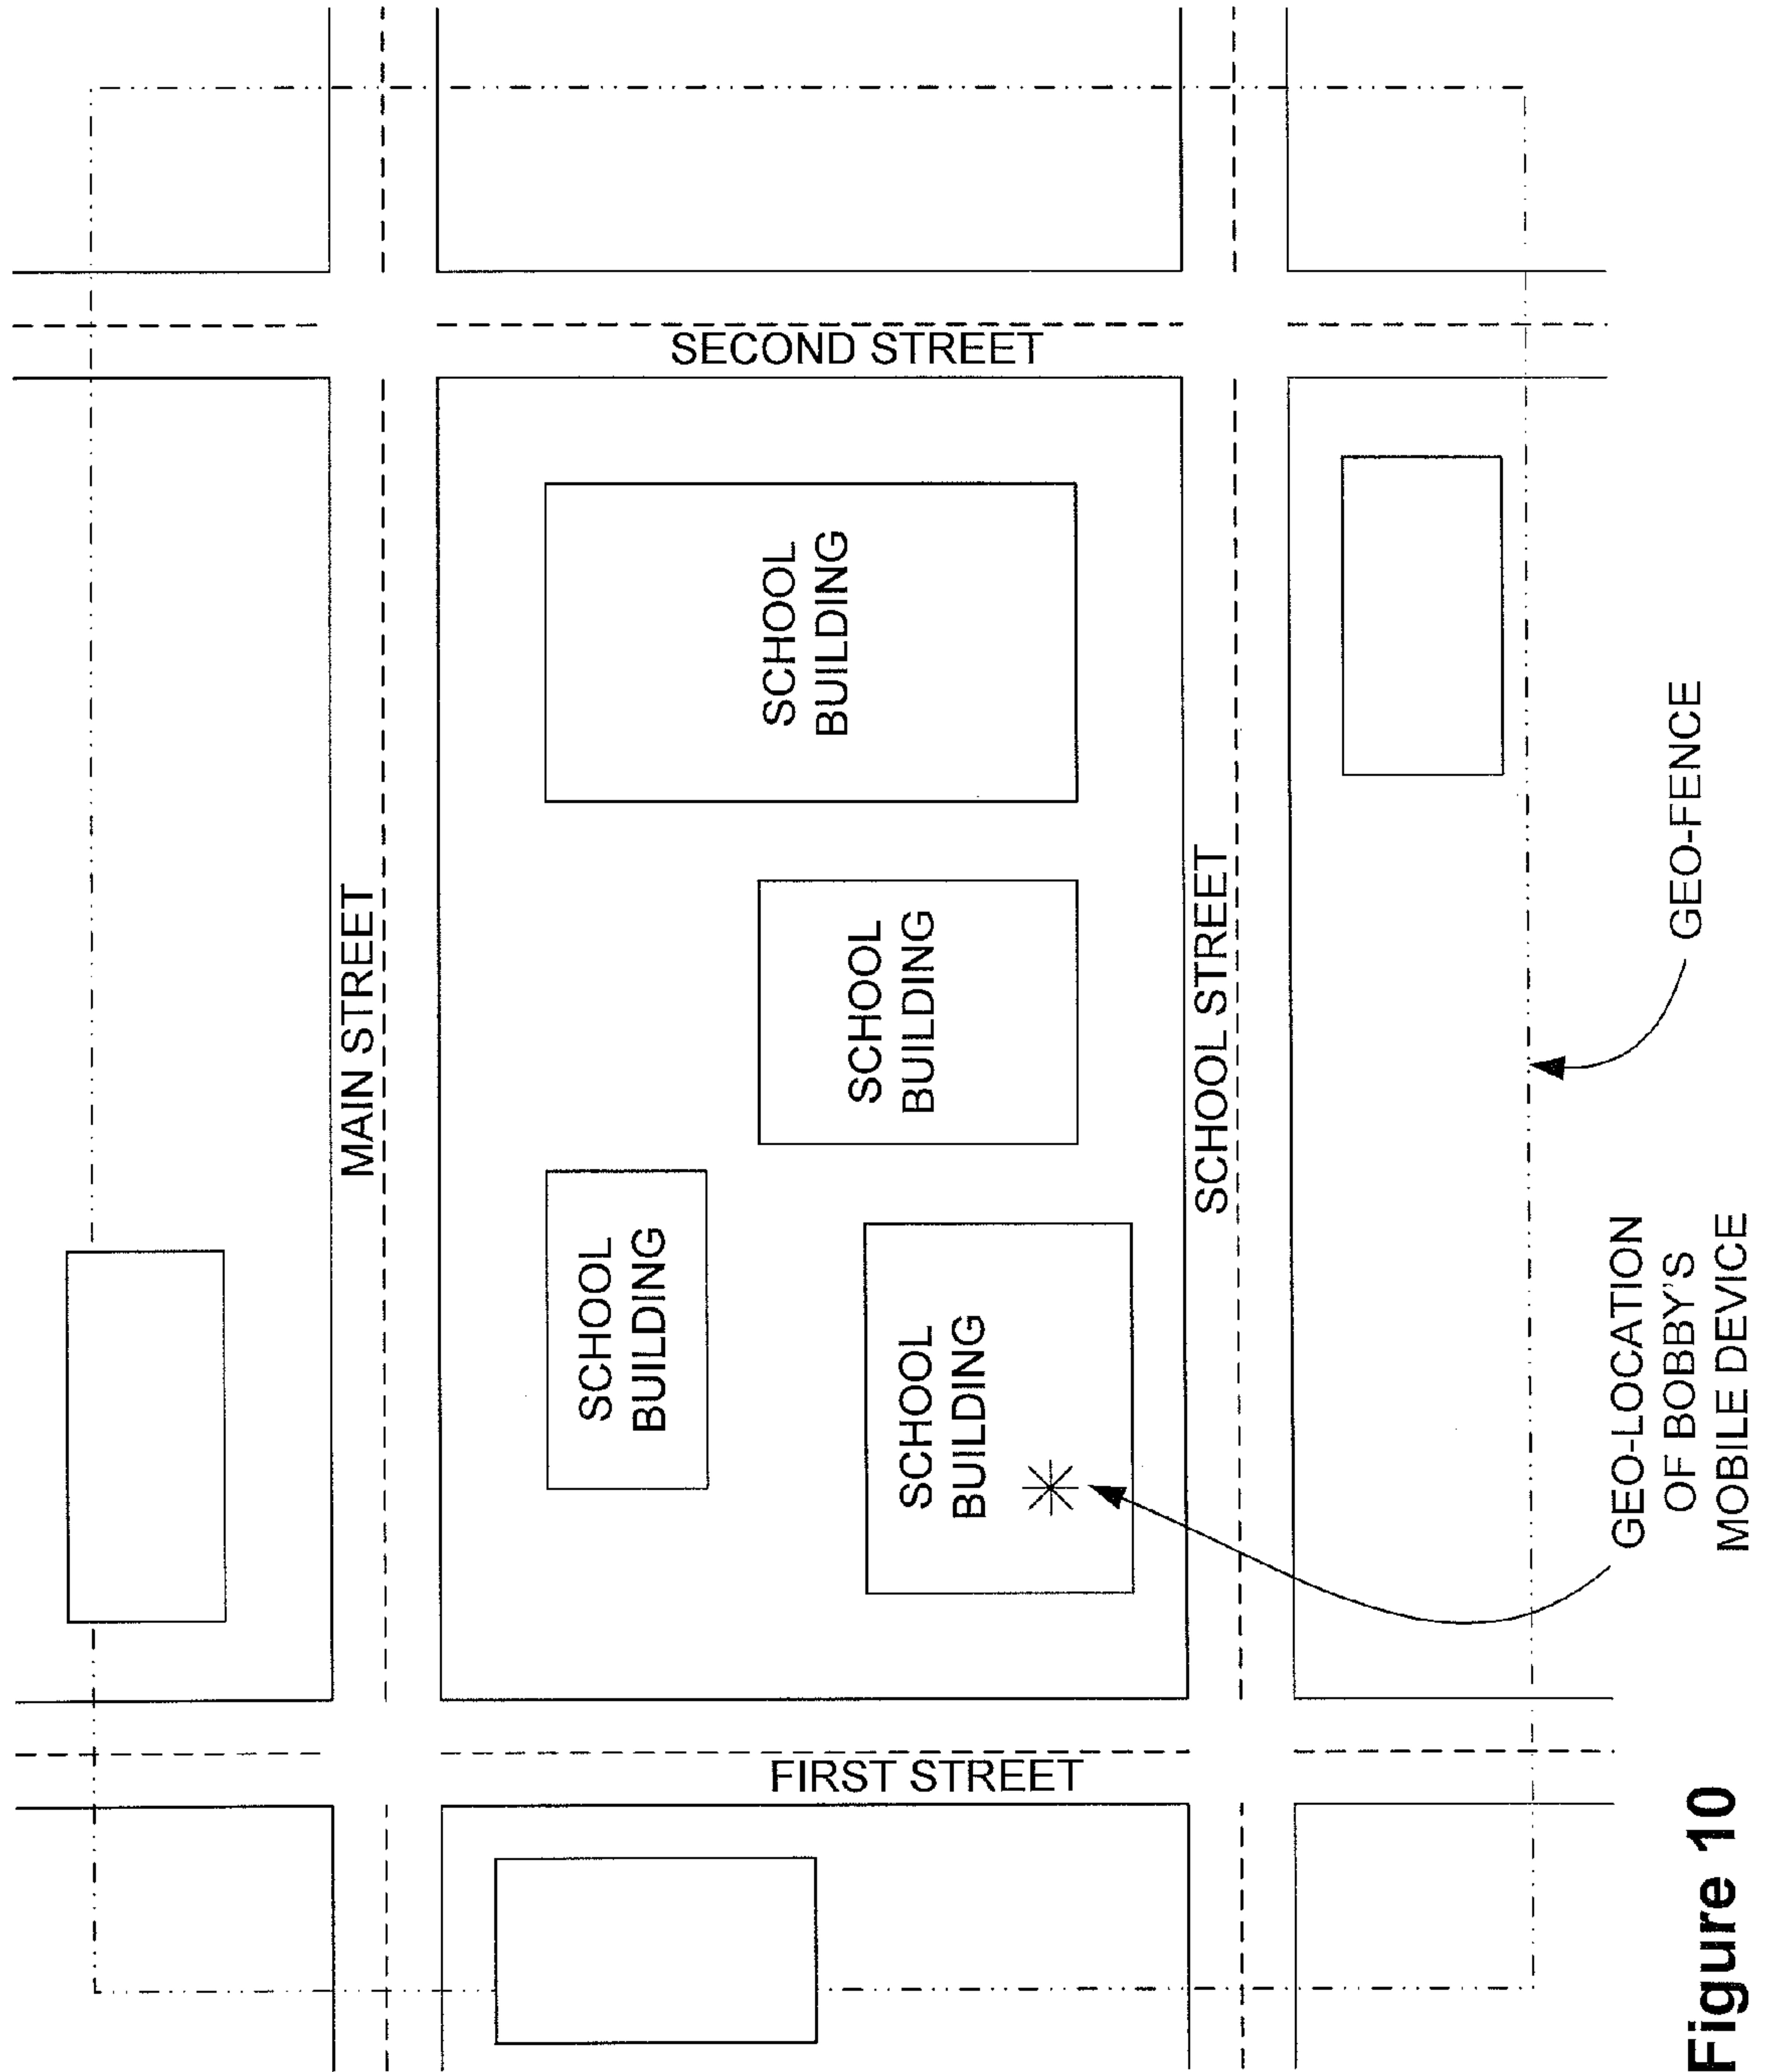 MAIN STREET
SECOND STREET
SCHOOL
BUILDING
SCHOOL
BUILDING
SCHOOL
BUILDING
SCHOOL
BUILDING
SCHOOL STREET
FIRST STREET
GEO-LOCATION
OF BOBBY'S
MOBILE DEVICE
GEO-FENCE
Figure 10